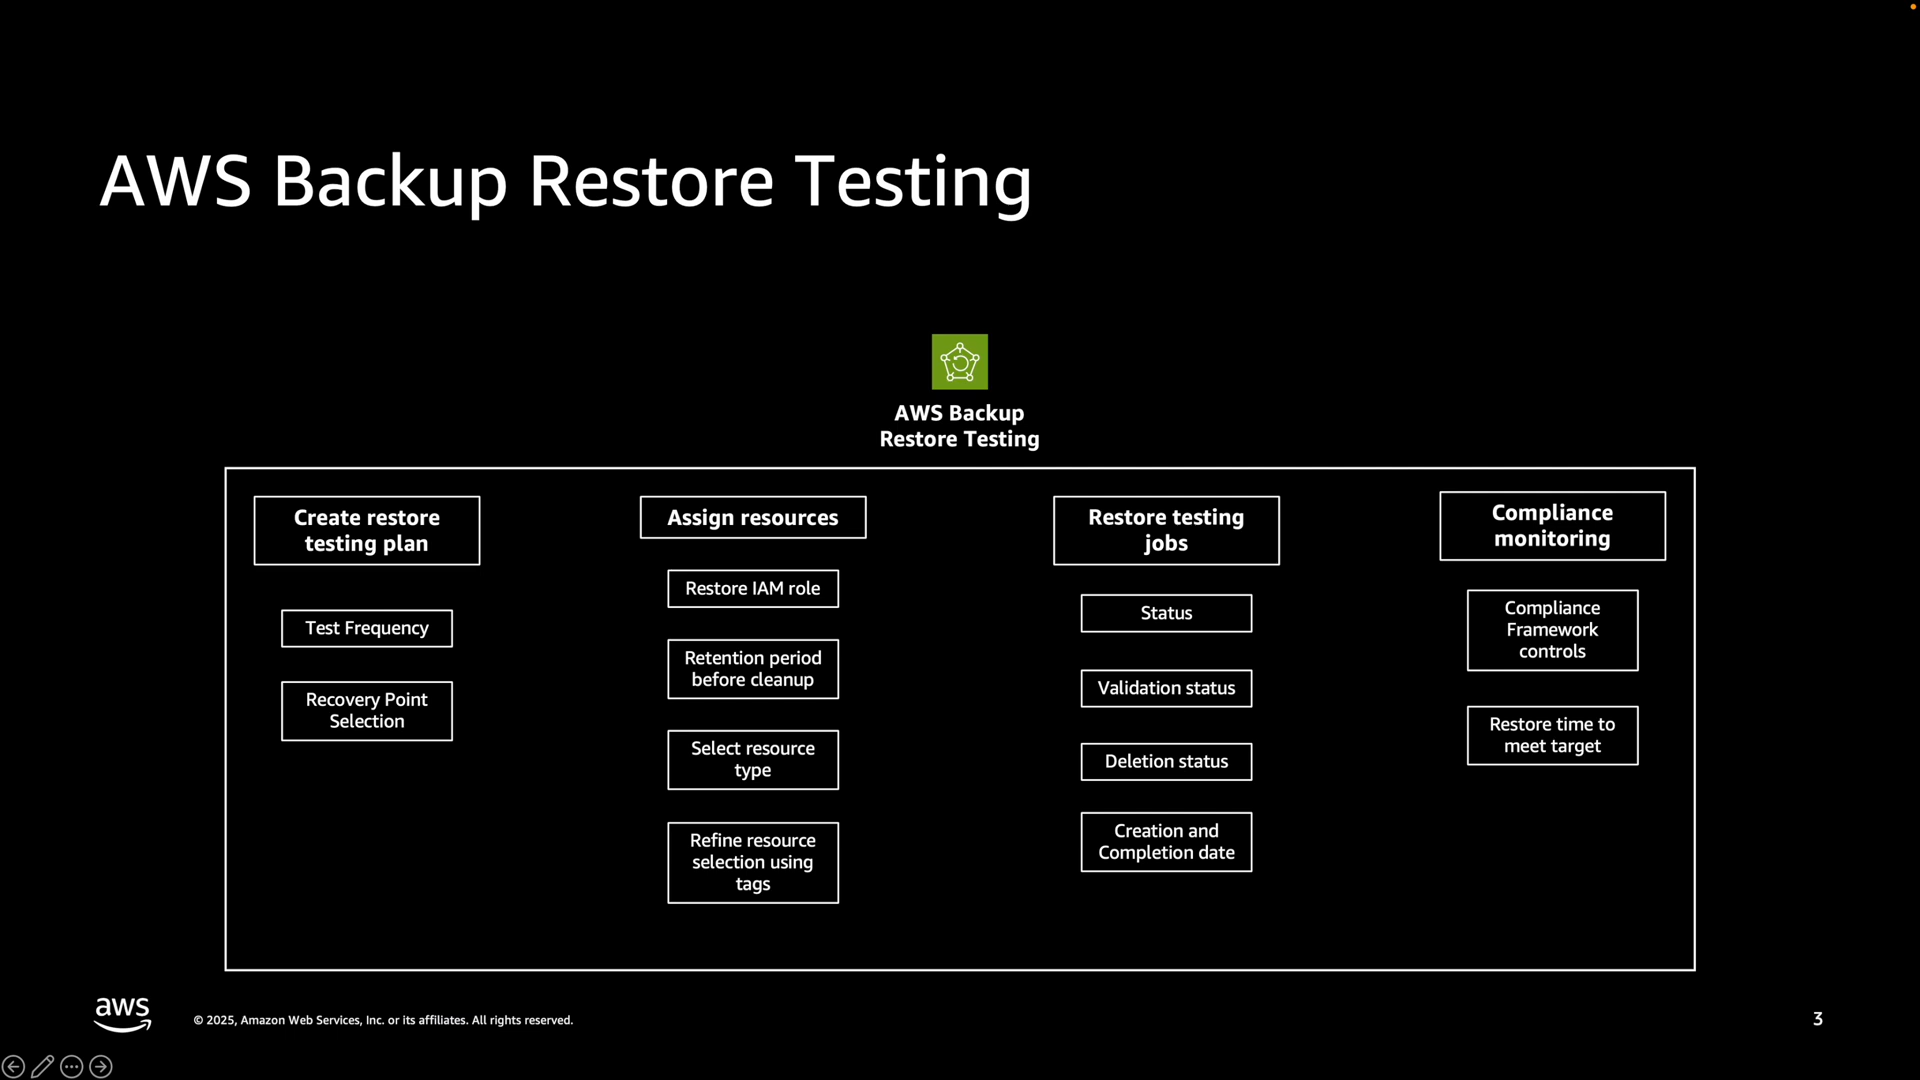 AWS Backup Restore Testing
AWS Backup
Restore Testing
Create restore
testing plan
Test Frequency
Recovery Point
Selection
Assign resources
Restore IAM role
Retention period
before cleanup
Select resource
type
Refine resource
selection using
tags
Restore testing
jobs
Status
Validation status
Deletion status
Creation and
Completion date
Compliance
monitoring
Compliance
Framework
controls
Restore time to
meet target
aws
© 2025, Amazon Web Services, Inc. or its affiliates. All rights reserved.
3